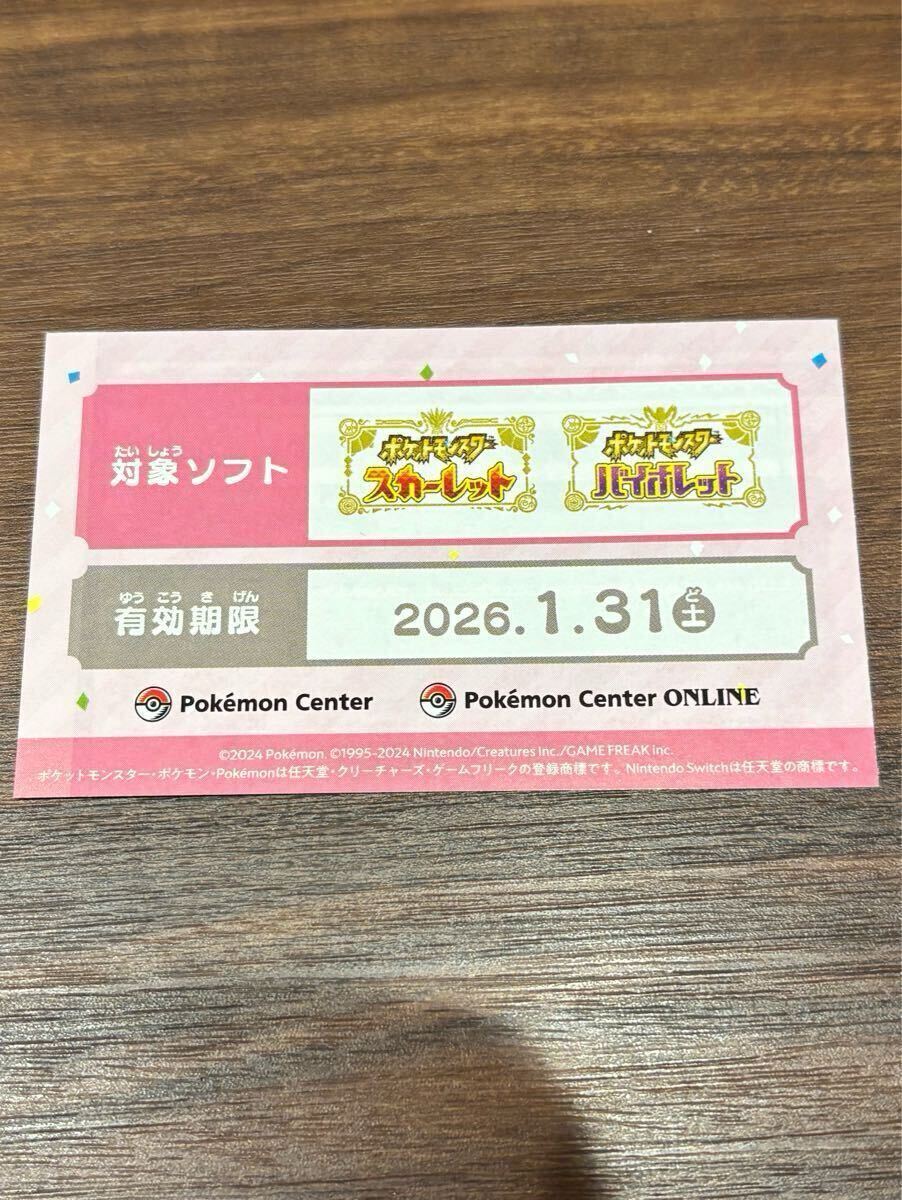 たいしょう
対象ソフト
ポケットモンスター
スカーレット
ポケットモンスター
バイオレット
ゆうこうきげん
有効期限
2026.1.31
ど
土
Pokémon Center
Pokémon Center ONLINE
©2024 Pokémon. ©1995-2024 Nintendo/Creatures Inc./GAME FREAK inc.
ポケットモンスター・ポケモン・Pokémonは任天堂・クリーチャーズ・ゲームフリークの登録商標です。Nintendo Switchは任天堂の商標です。